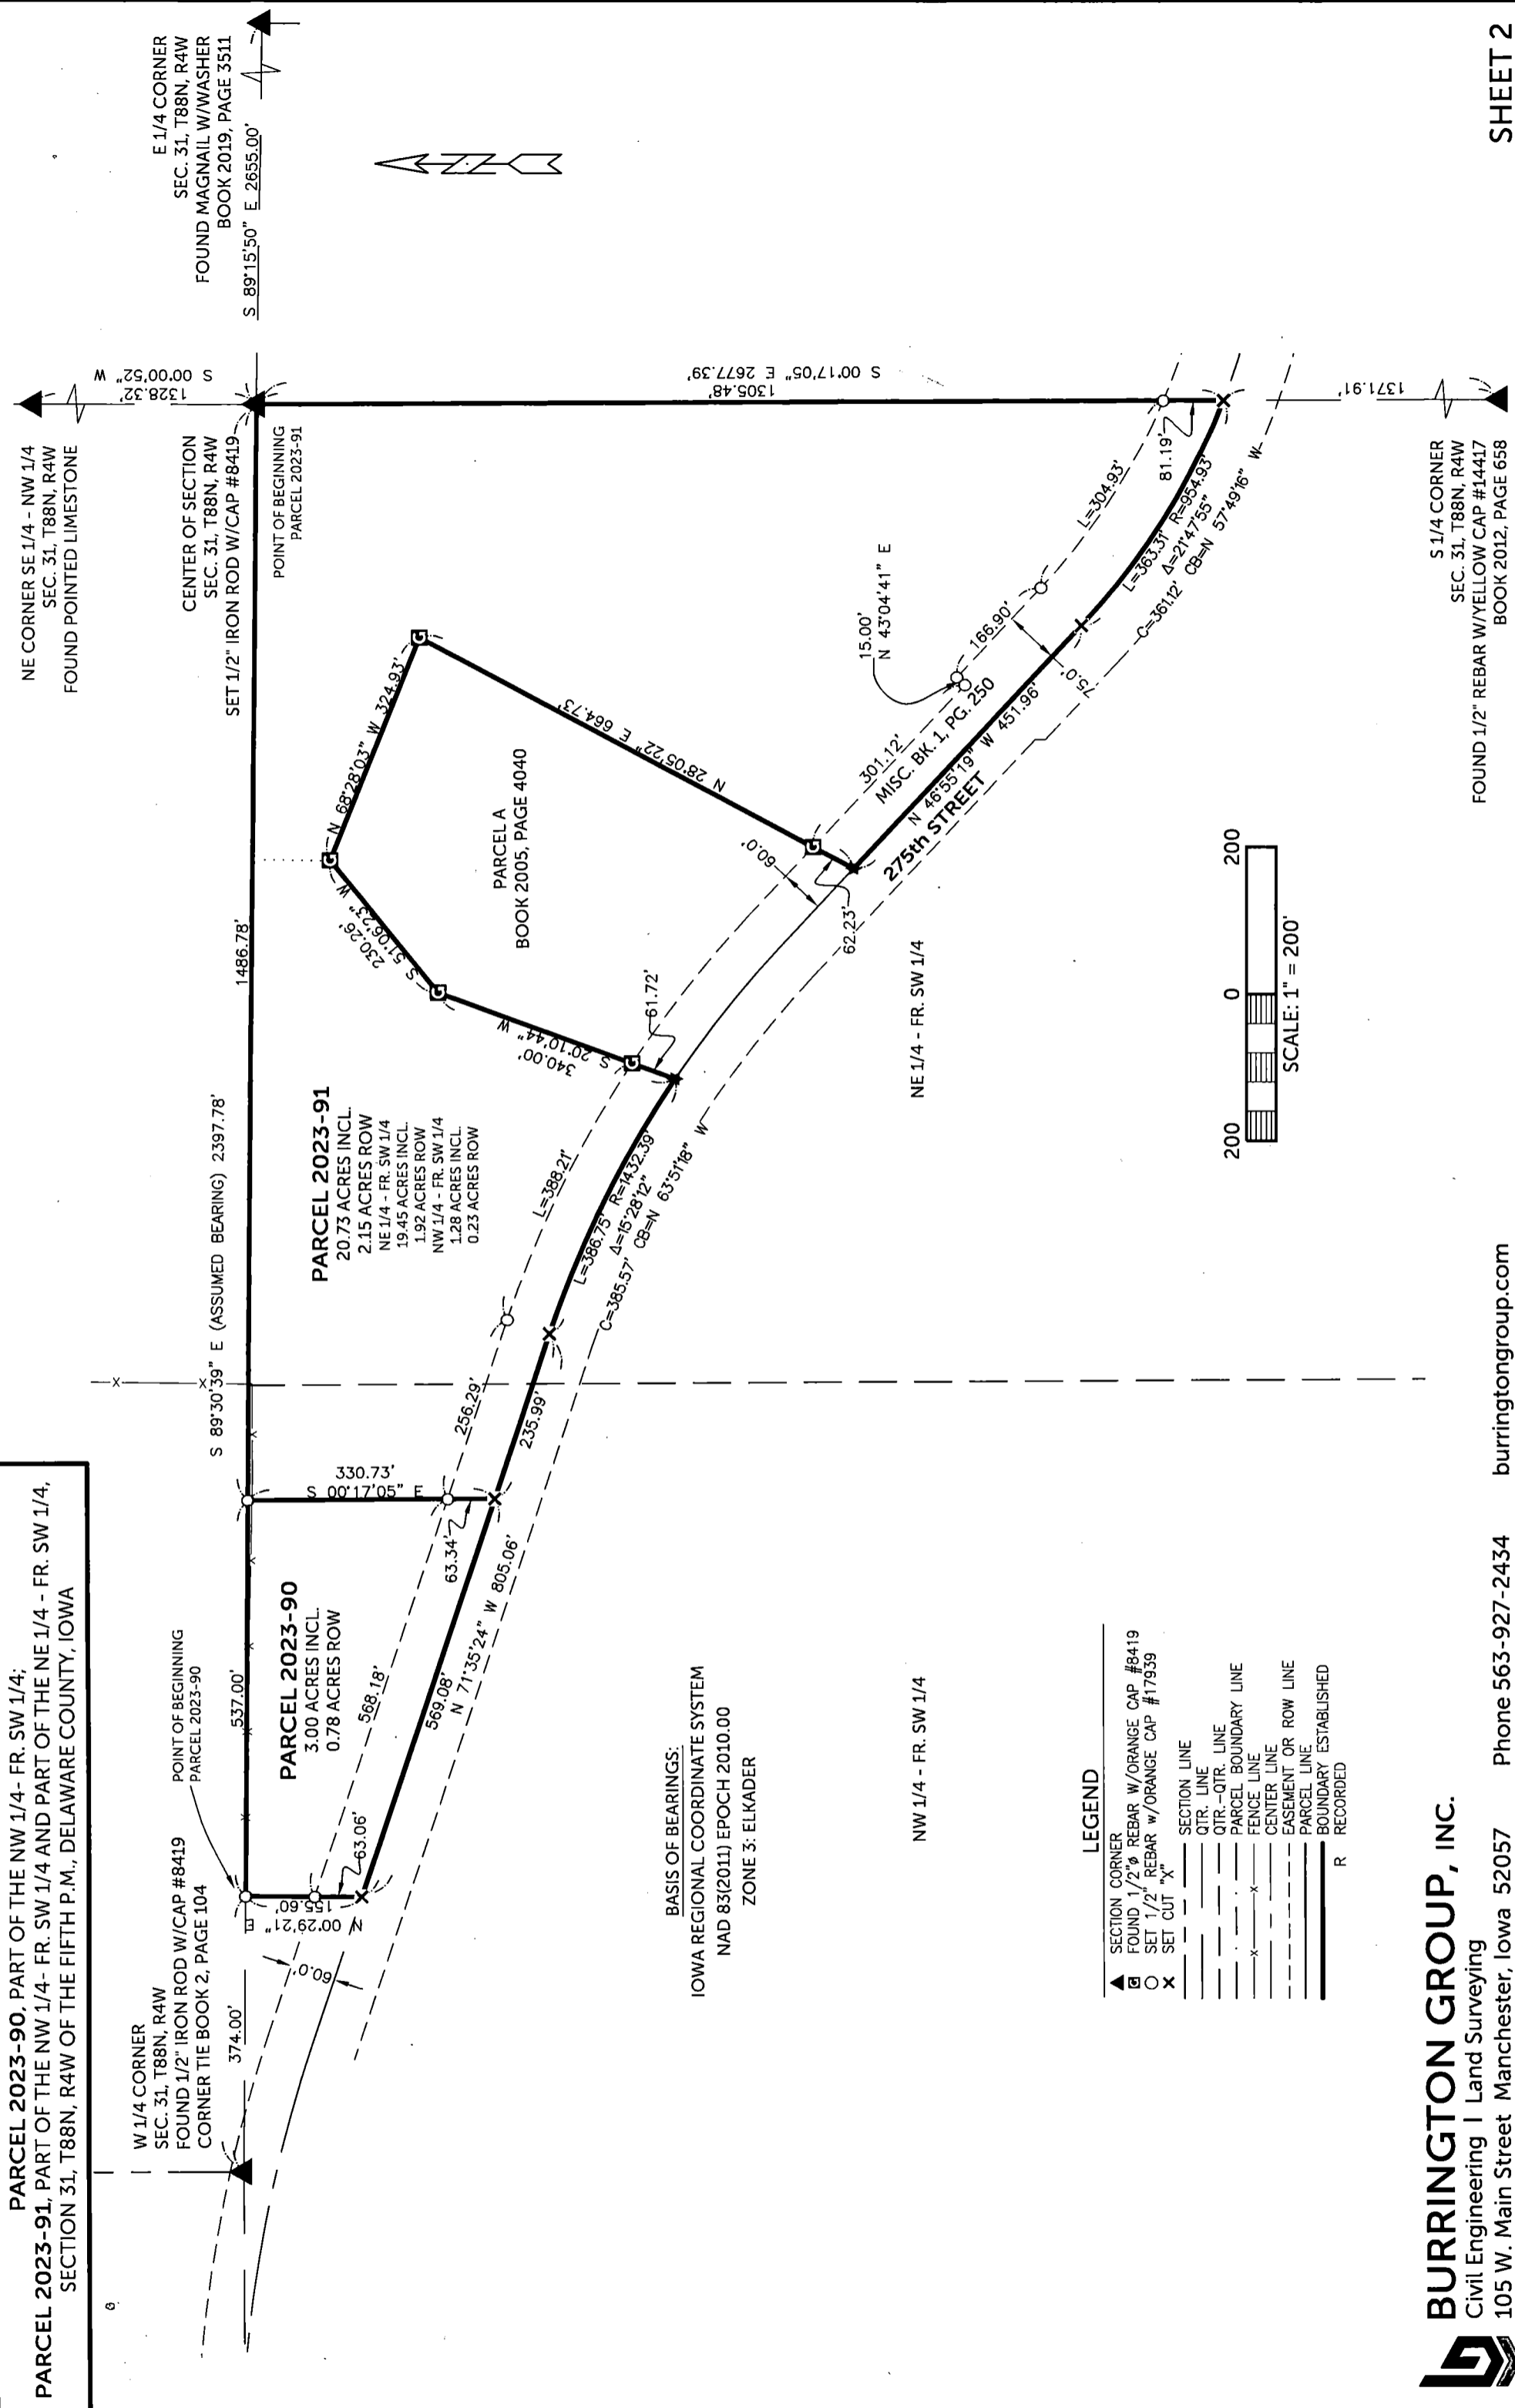 PARCEL 2023-90, PART OF THE NW 1/4- FR. SW 1/4;
PARCEL 2023-91, PART OF THE NW 1/4- FR. SW 1/4 AND PART OF THE NE 1/4 - FR. SW 1/4,
SECTION 31, T88N, R4W OF THE FIFTH P.M., DELAWARE COUNTY, IOWA
NE CORNER SE 1/4 - NW 1/4
SEC. 31, T88N, R4W
FOUND POINTED LIMESTONE
S 00°00'52" W
1328.32'
E 1/4 CORNER
SEC. 31, T88N, R4W
FOUND MAGNAIL W/WASHER
BOOK 2019, PAGE 3511
S 89°15'50" E 2655.00'
CENTER OF SECTION
SEC. 31, T88N, R4W
SET 1/2" IRON ROD W/CAP #8419
POINT OF BEGINNING
PARCEL 2023-91
W 1/4 CORNER
SEC. 31, T88N, R4W
FOUND 1/2" IRON ROD W/CAP #8419
CORNER TIE BOOK 2, PAGE 104
374.00'
POINT OF BEGINNING
PARCEL 2023-90
S 89°30'39" E (ASSUMED BEARING) 2397.78'
537.00'
1486.78'
PARCEL 2023-90
3.00 ACRES INCL.
0.78 ACRES ROW
N 00°29'21" E
155.60'
63.06'
60.0'
568.18'
569.08'
N 71°35'24" W 805.06'
330.73'
S 00°17'05" E
63.34'
256.29'
235.99'
PARCEL 2023-91
20.73 ACRES INCL.
2.15 ACRES ROW
NE 1/4 - FR. SW 1/4
19.45 ACRES INCL.
1.92 ACRES ROW
NW 1/4 - FR. SW 1/4
1.28 ACRES INCL.
0.23 ACRES ROW
L=388.21'
L=386.75' R=1432.39'
Δ=15°28'12"
C=385.57' CB=N 63°51'18" W
61.72'
S 20°10'44" W
340.00'
S 51°06'23" W
230.26'
N 68°28'03" W 324.93'
PARCEL A
BOOK 2005, PAGE 4040
N 28°05'22" E 664.73'
60.0'
62.23'
301.12'
MISC. BK. 1, PG. 250
N 46°55'19" W 451.96'
275th STREET
15.00'
N 43°04'41" E
166.90'
75.0'
L=304.93'
L=363.31' R=954.93'
Δ=21°47'55"
C=361.12' CB=N 57°49'16" W
81.19'
1305.48'
S 00°17'05" E 2677.39'
1371.91'
S 1/4 CORNER
SEC. 31, T88N, R4W
FOUND 1/2" REBAR W/YELLOW CAP #14417
BOOK 2012, PAGE 658
NE 1/4 - FR. SW 1/4
NW 1/4 - FR. SW 1/4
BASIS OF BEARINGS:
IOWA REGIONAL COORDINATE SYSTEM
NAD 83(2011) EPOCH 2010.00
ZONE 3: ELKADER
200 0 200
SCALE: 1" = 200'
LEGEND
SECTION CORNER
G FOUND 1/2"ø REBAR W/ORANGE CAP #8419
SET 1/2" REBAR w/ORANGE CAP #17939
SET CUT "X"
SECTION LINE
QTR. LINE
QTR.-QTR. LINE
PARCEL BOUNDARY LINE
FENCE LINE
CENTER LINE
EASEMENT OR ROW LINE
PARCEL LINE
BOUNDARY ESTABLISHED
R RECORDED
BURRINGTON GROUP, INC.
Civil Engineering | Land Surveying
105 W. Main Street Manchester, Iowa 52057 Phone 563-927-2434 burringtongroup.com
SHEET 2